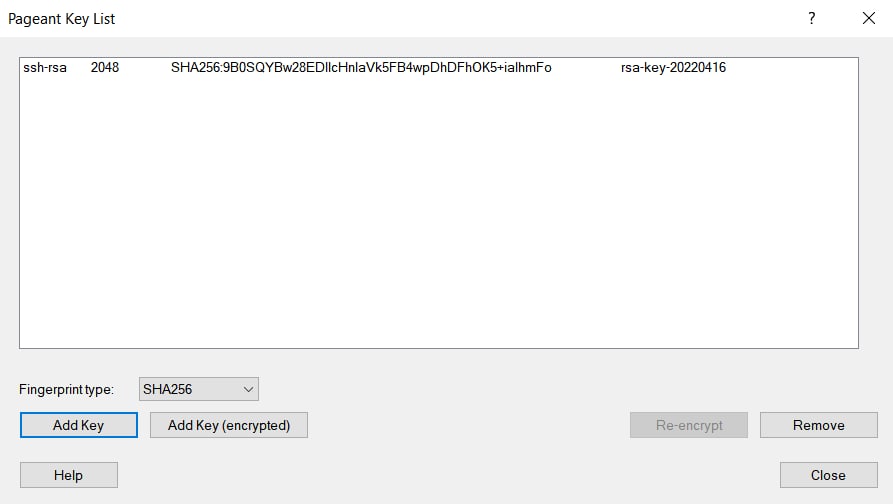 Pageant Key List ?
ssh-rsa 2048 SHA256:9B0SQYBw28EDllcHnlaVk5FB4wpDhDFhOK5+ialhmFo rsa-key-20220416
Fingerprint type: SHA256
Add Key Add Key (encrypted) Re-encrypt Remove
Help Close